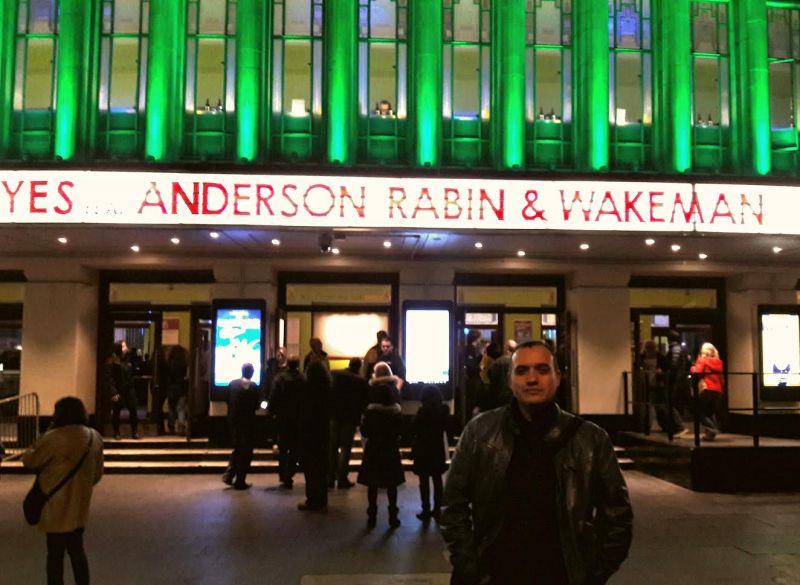 YES ANDERSON RABIN & WAKEMAN